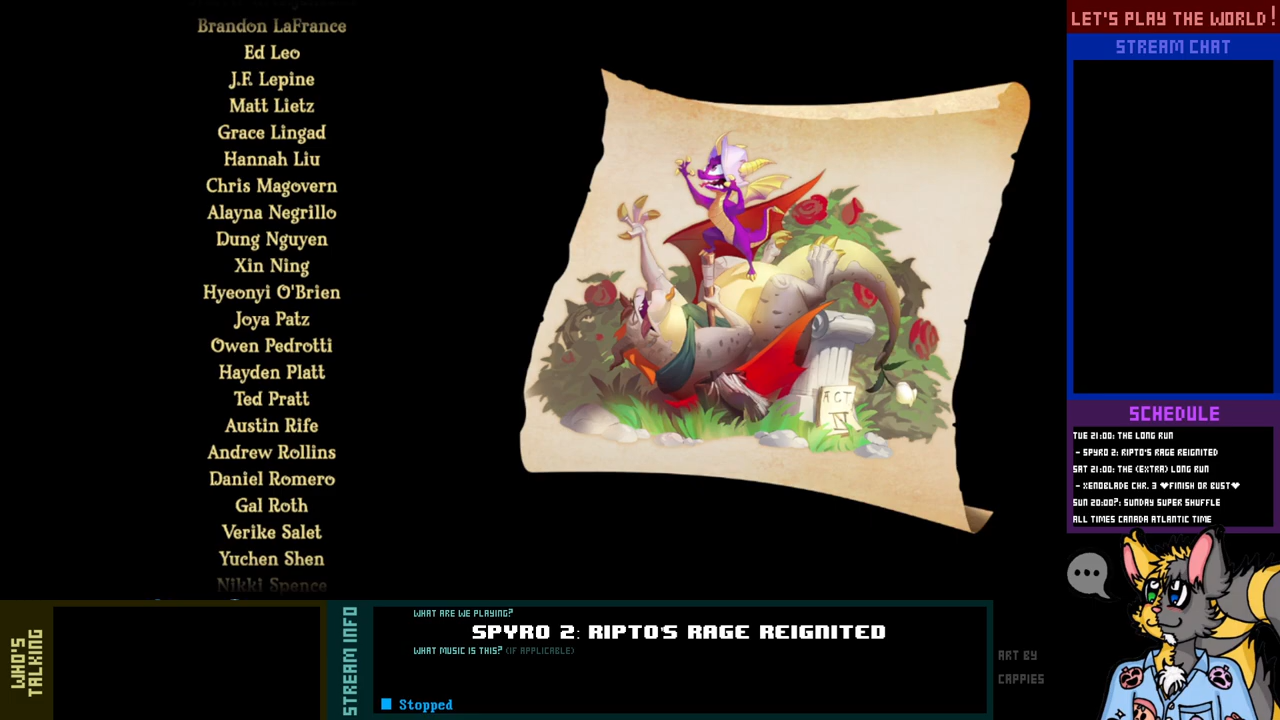 Brandon LaFrance
Ed Leo
J.F. Lepine
Matt Lietz
Grace Lingad
Hannah Liu
Chris Magovern
Alayna Negrillo
Dung Nguyen
Xin Ning
Hyeonyi O'Brien
Joya Patz
Owen Pedrotti
Hayden Platt
Ted Pratt
Austin Rife
Andrew Rollins
Daniel Romero
Gal Roth
Verike Salet
Yuchen Shen
Nikki Spence
ACT
N
LET'S PLAY THE WORLD!
STREAM CHAT
SCHEDULE
TUE 21:00: THE LONG RUN
- SPYRO 2: RIPTO'S RAGE REIGNITED
SAT 21:00: THE (EXTRA) LONG RUN
- XENOBLADE CHR. 3 ❤FINISH OR BUST❤
SUN 20:00?: SUNDAY SUPER SHUFFLE
ALL TIMES CANADA ATLANTIC TIME
...
WHO'S
TALKING
STREAM INFO
WHAT ARE WE PLAYING?
SPYRO 2: RIPTO'S RAGE REIGNITED
WHAT MUSIC IS THIS? (IF APPLICABLE)
Stopped
ART BY
CAPPIES